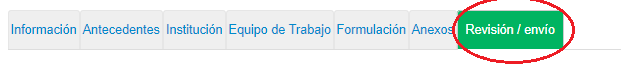 Información Antecedentes Institución Equipo de Trabajo Formulación Anexos Revisión / envío